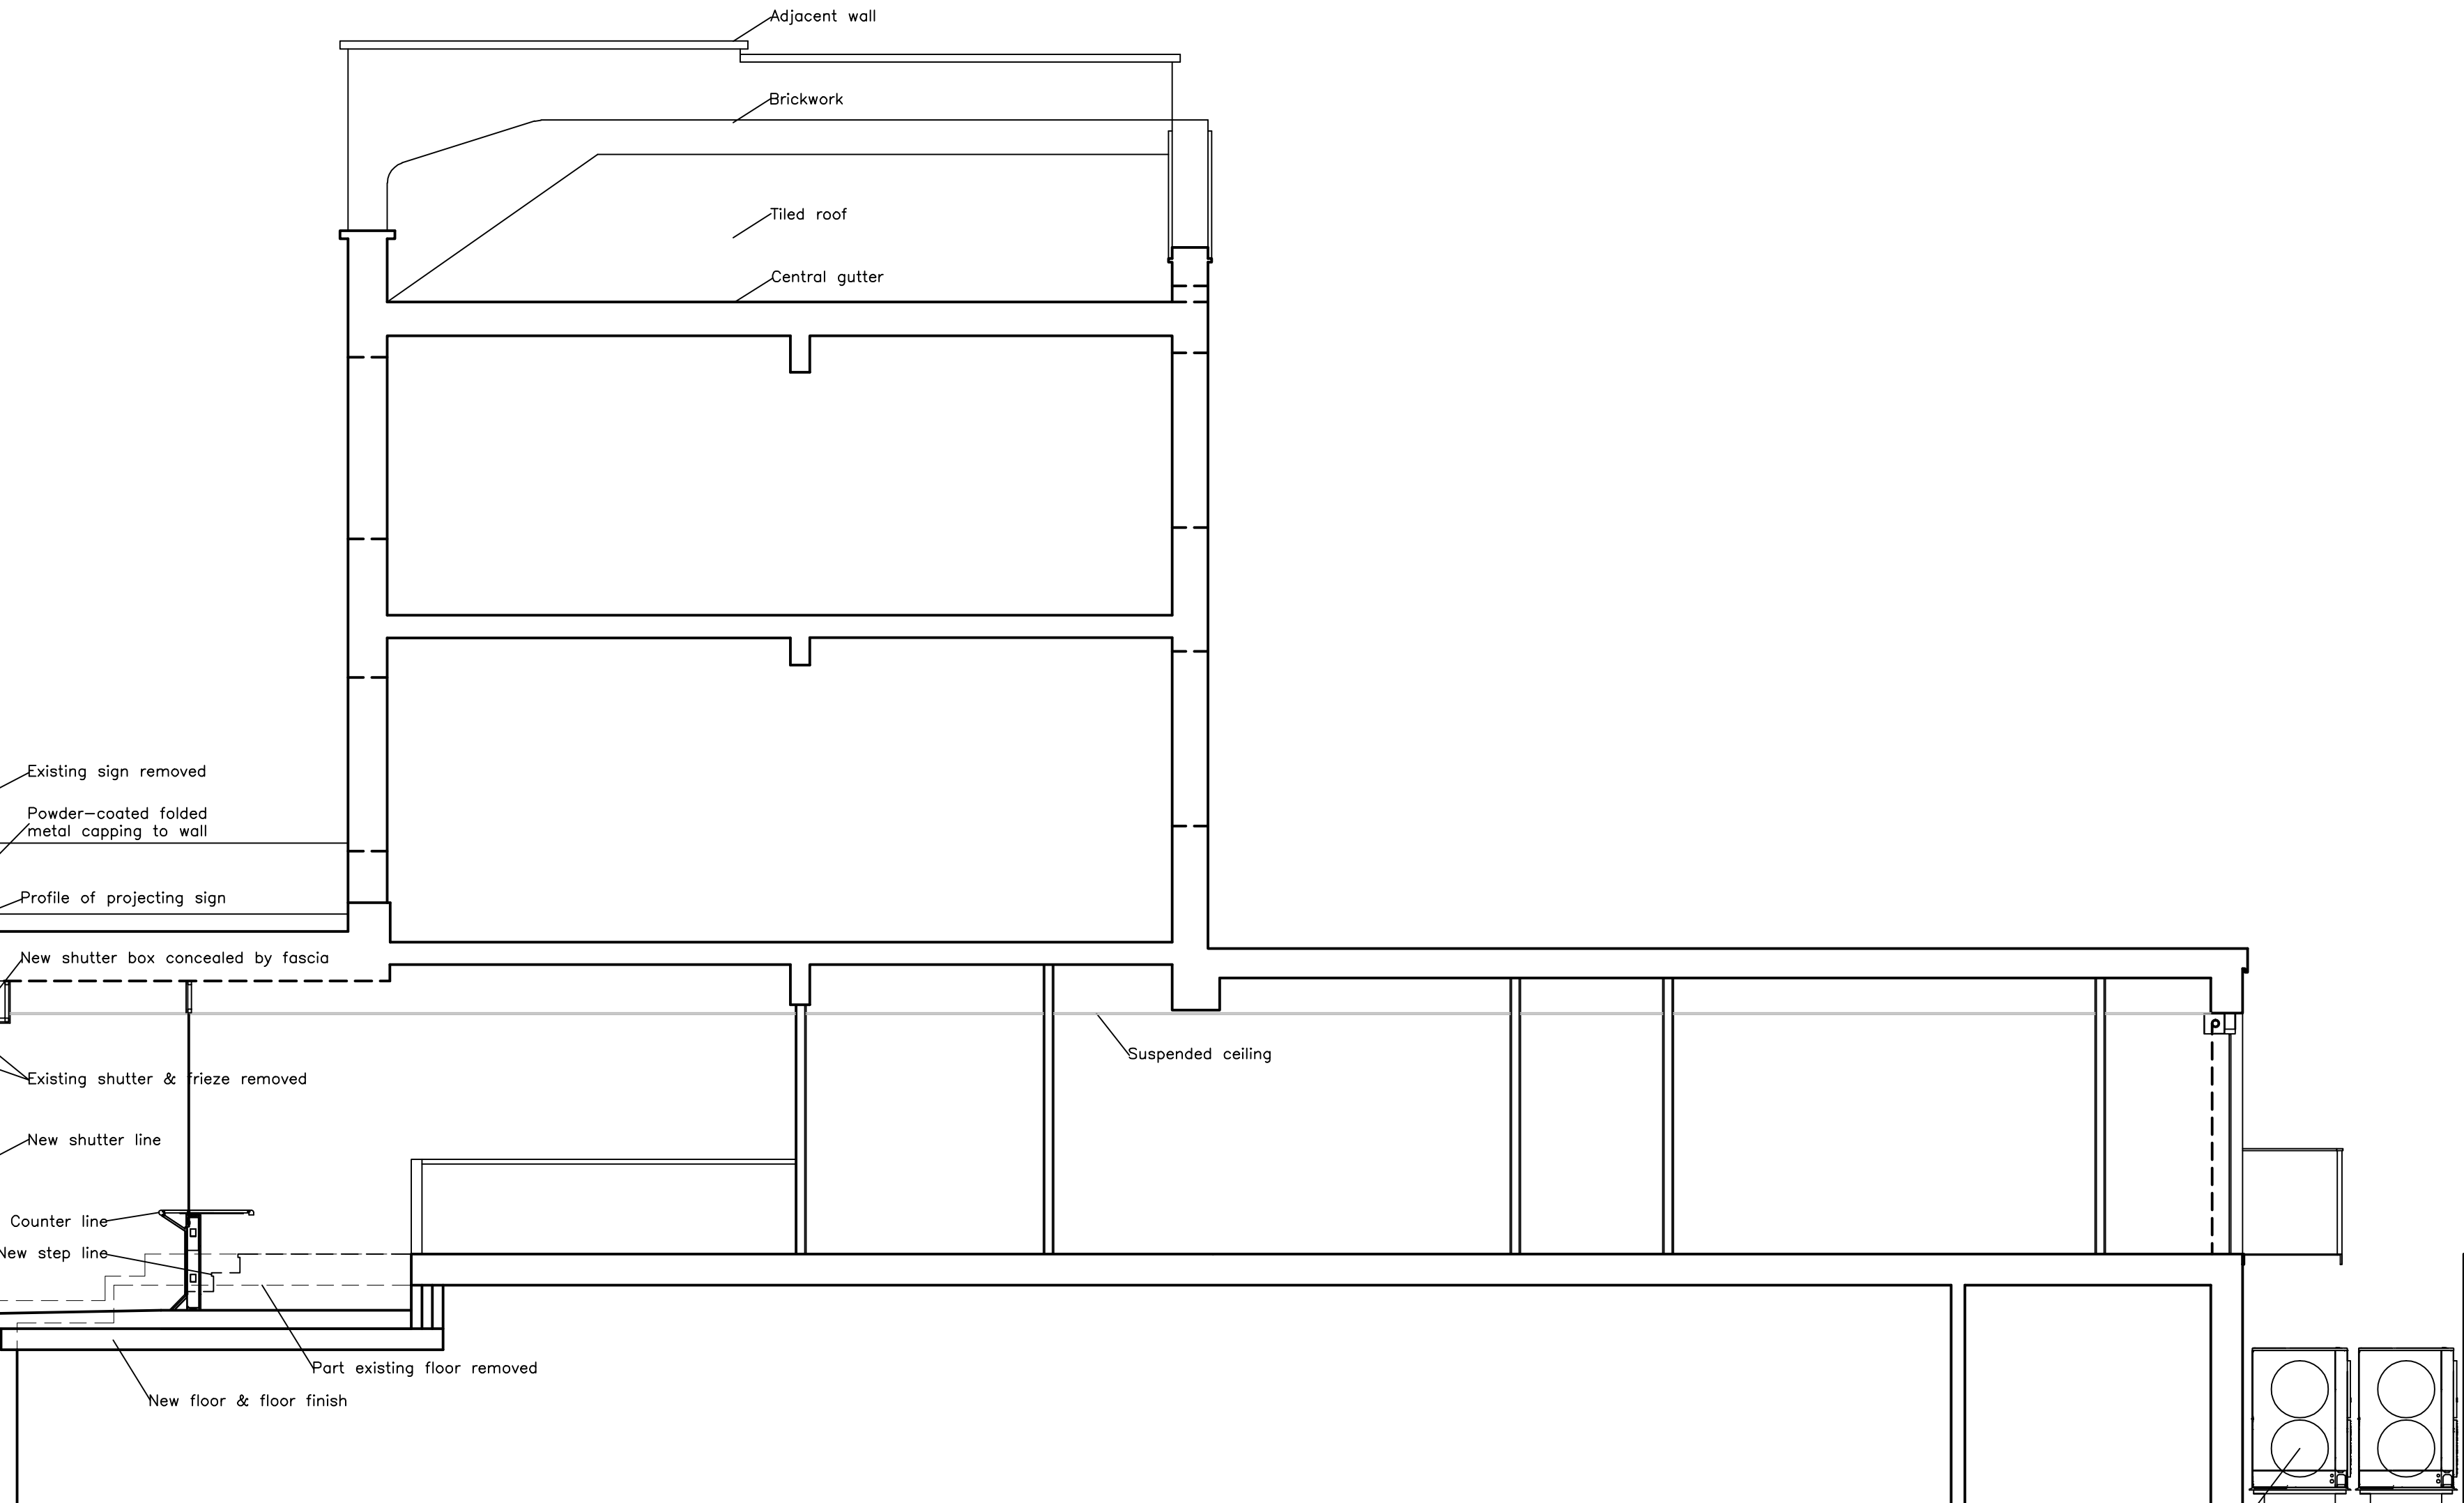 Adjacent wall
Brickwork
Tiled roof
Central gutter
Existing sign removed
Powder-coated folded
metal capping to wall
Profile of projecting sign
New shutter box concealed by fascia
Suspended ceiling
Existing shutter & frieze removed
New shutter line
Counter line
New step line
Part existing floor removed
New floor & floor finish